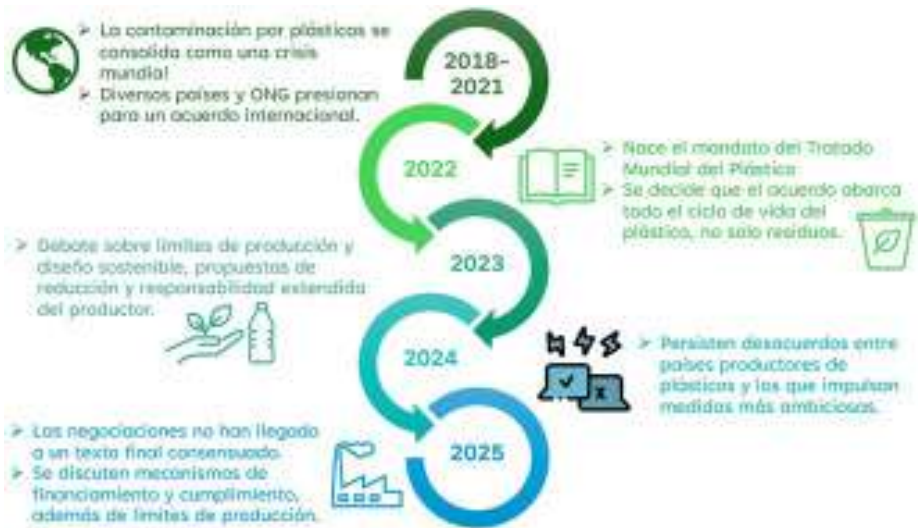 ➢ La contaminación por plásticos se
consolida como una crisis
mundial
➢ Diversos países y ONG presionan
para un acuerdo internacional.
2018-
2021
2022
➢ Nace el mandato del Tratado
Mundial del Plástico
➢ Se decide que el acuerdo abarca
todo el ciclo de vida del
plástico, no solo residuos.
➢ Debate sobre límites de producción y
diseño sostenible, propuestas de
reducción y responsabilidad extendida
del productor.
2023
2024
➢ Persisten desacuerdos entre
países productores de
plásticos y los que impulsan
medidas más ambiciosas.
➢ Las negociaciones no han llegado
a un texto final consensuado.
➢ Se discuten mecanismos de
financiamiento y cumplimiento,
además de límites de producción.
2025